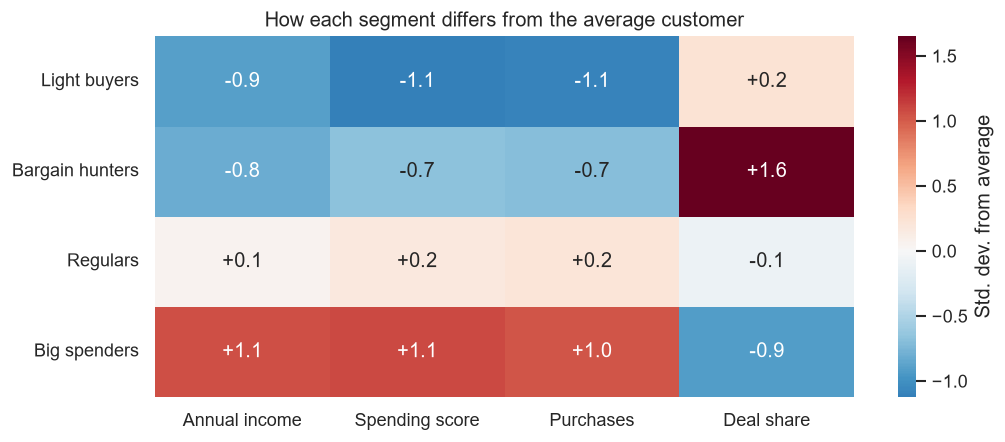 How each segment differs from the average customer
Light buyers -0.9 -1.1 -1.1 +0.2
Bargain hunters -0.8 -0.7 -0.7 +1.6
Regulars +0.1 +0.2 +0.2 -0.1
Big spenders +1.1 +1.1 +1.0 -0.9
Annual income Spending score Purchases Deal share
1.5
1.0
0.5
0.0
−0.5
−1.0
Std. dev. from average